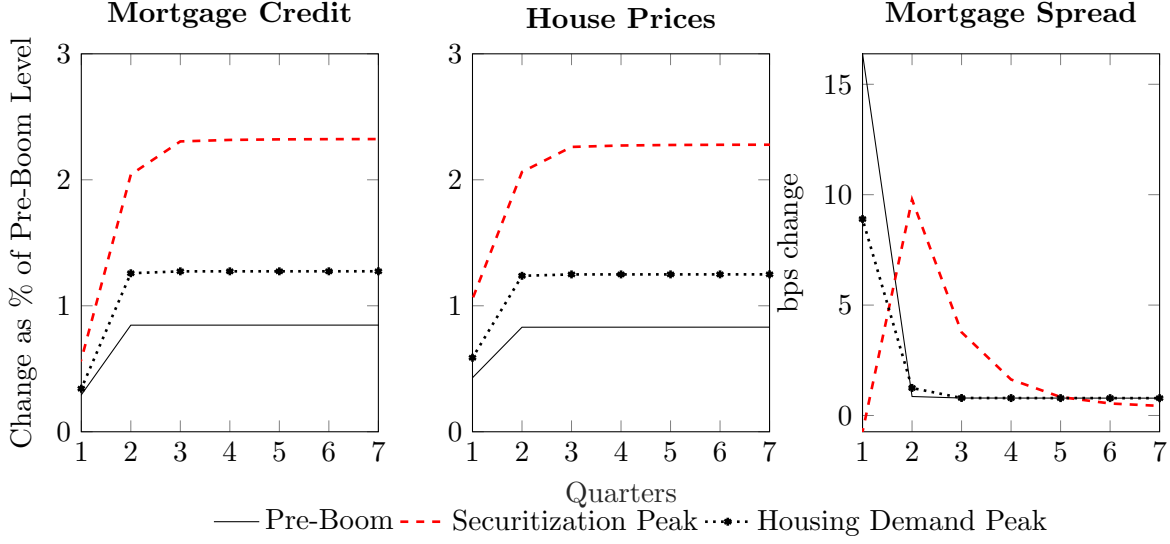 Mortgage Credit
House Prices
Mortgage Spread
Change as % of Pre-Boom Level
3
2
1
0
1 2 3 4 5 6 7
3
2
1
0
1 2 3 4 5 6 7
Quarters
bps change
15
10
5
0
1 2 3 4 5 6 7
Pre-Boom Securitization Peak Housing Demand Peak